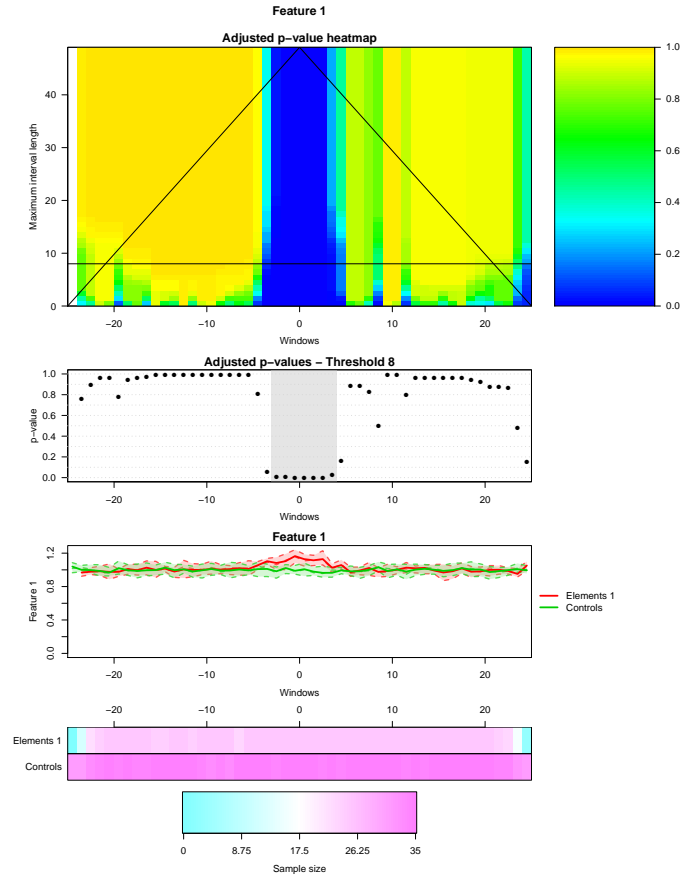 Feature 1
Adjusted p−value heatmap
Maximum interval length
0 10 20 30 40
−20 −10 0 10 20
Windows
0.0 0.2 0.4 0.6 0.8 1.0
Adjusted p−values − Threshold 8
p−value
0.0 0.2 0.4 0.6 0.8 1.0
−20 −10 0 10 20
Windows
Feature 1
Feature 1
0.0 0.4 0.8 1.2
−20 −10 0 10 20
Windows
Elements 1
Controls
−20 −10 0 10 20
Elements 1
Controls
0 8.75 17.5 26.25 35
Sample size